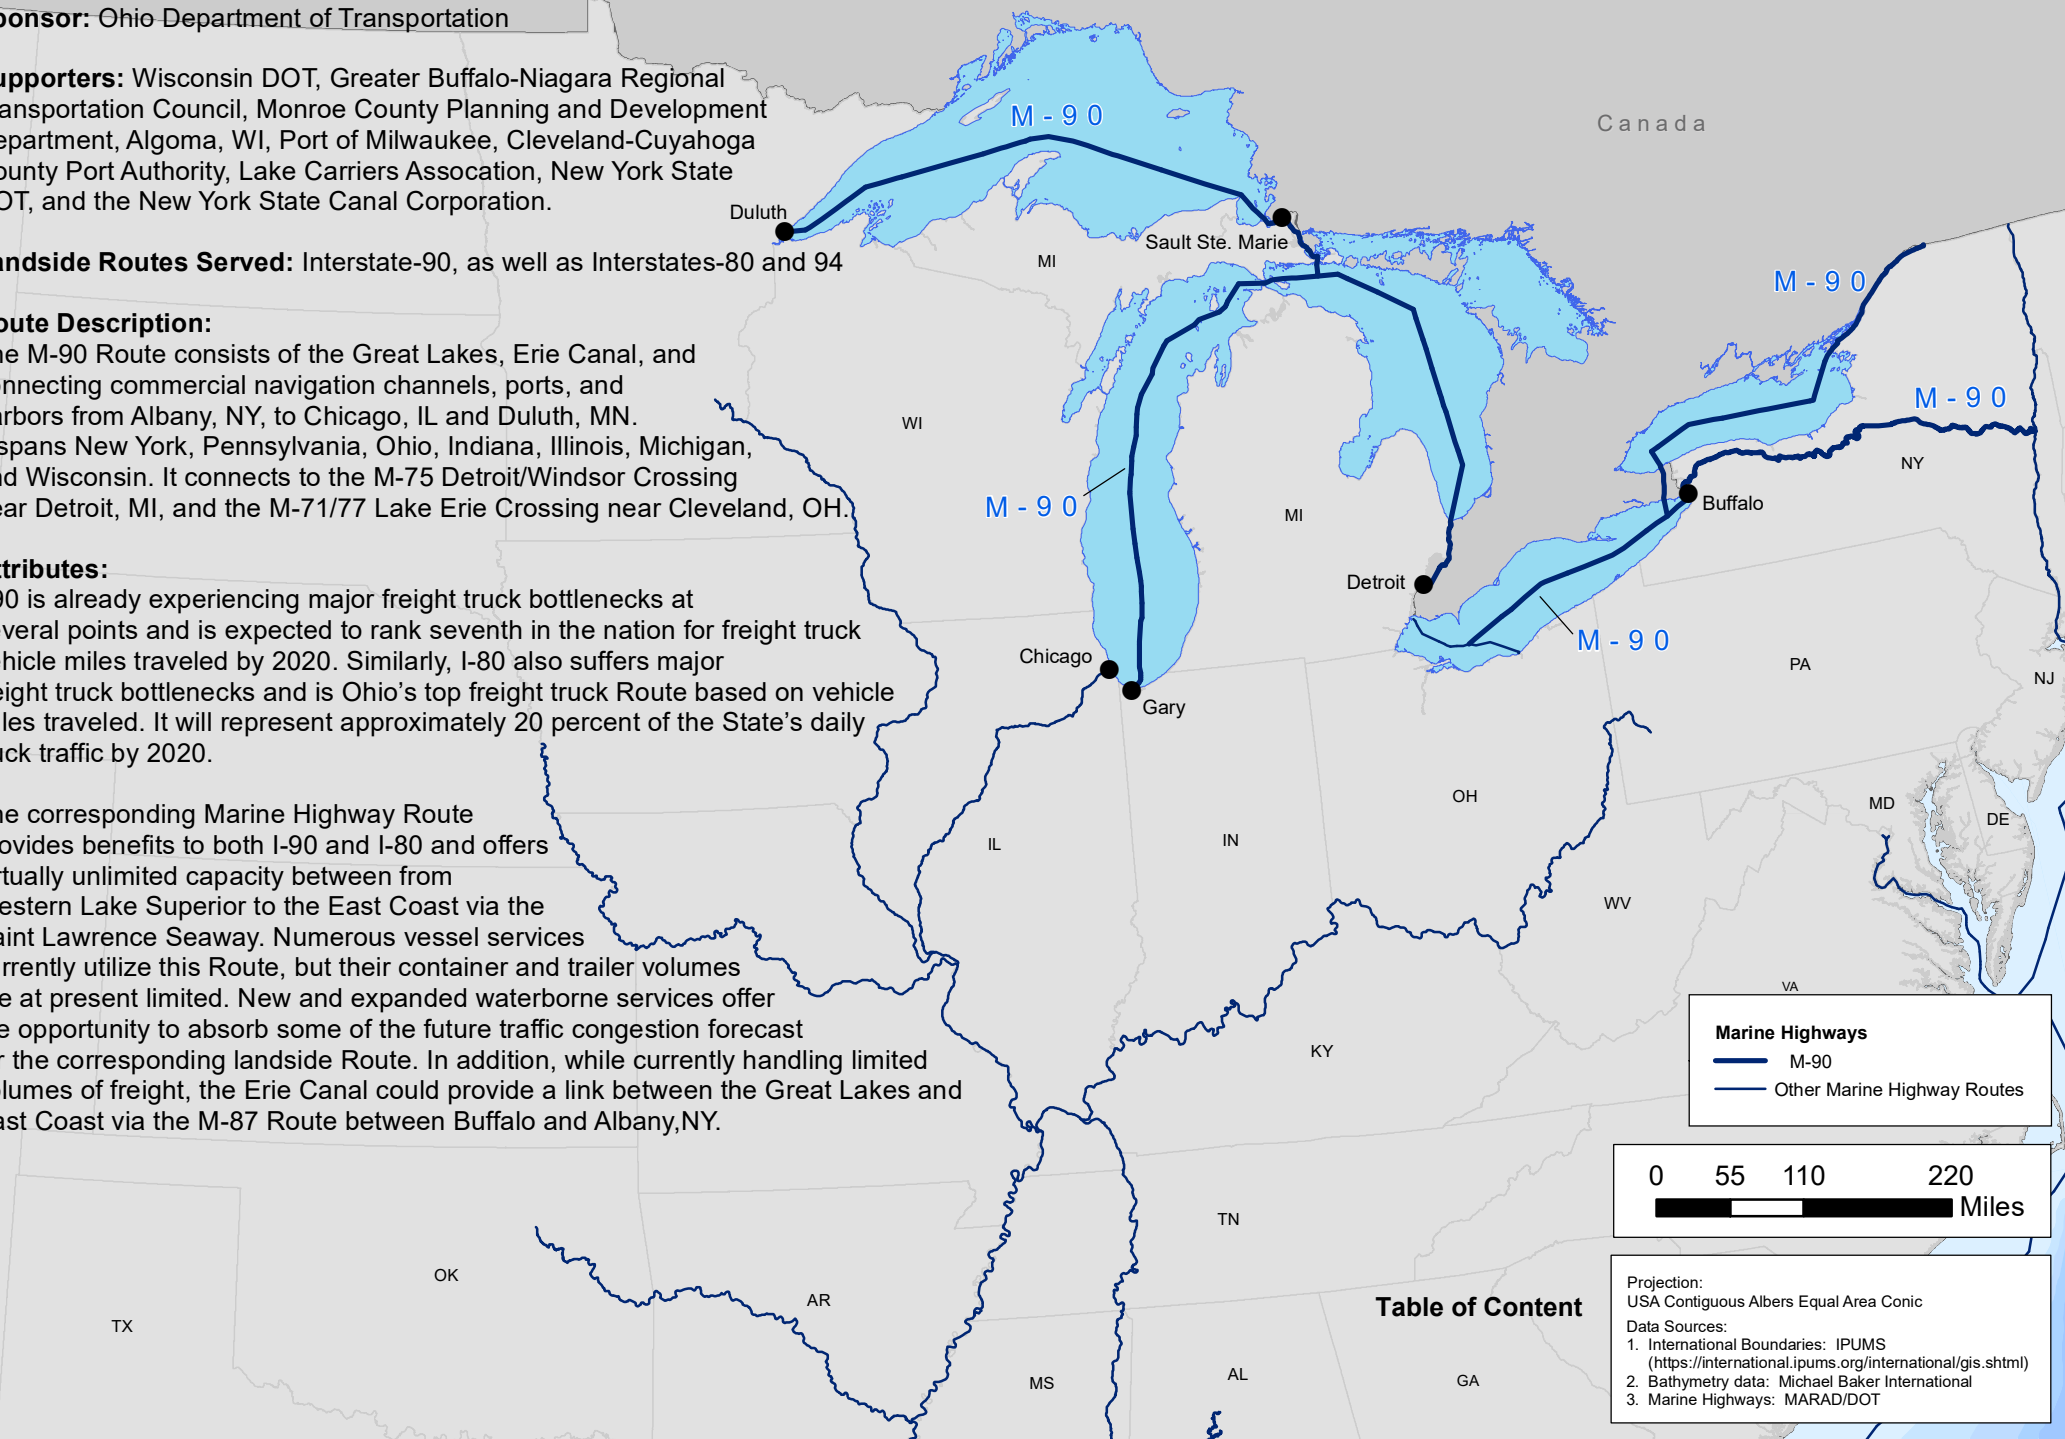 ponsor: Ohio Department of Transportation
upporters: Wisconsin DOT, Greater Buffalo-Niagara Regional
ansportation Council, Monroe County Planning and Development
epartment, Algoma, WI, Port of Milwaukee, Cleveland-Cuyahoga
ounty Port Authority, Lake Carriers Assocation, New York State
OT, and the New York State Canal Corporation.
andside Routes Served: Interstate-90, as well as Interstates-80 and 94
oute Description:
e M-90 Route consists of the Great Lakes, Erie Canal, and
onnecting commercial navigation channels, ports, and
arbors from Albany, NY, to Chicago, IL and Duluth, MN.
spans New York, Pennsylvania, Ohio, Indiana, Illinois, Michigan,
d Wisconsin. It connects to the M-75 Detroit/Windsor Crossing
ear Detroit, MI, and the M-71/77 Lake Erie Crossing near Cleveland, OH.
ttributes:
90 is already experiencing major freight truck bottlenecks at
everal points and is expected to rank seventh in the nation for freight truck
ehicle miles traveled by 2020. Similarly, I-80 also suffers major
eight truck bottlenecks and is Ohio's top freight truck Route based on vehicle
les traveled. It will represent approximately 20 percent of the State's daily
uck traffic by 2020.
ne corresponding Marine Highway Route
ovides benefits to both I-90 and I-80 and offers
rtually unlimited capacity between from
estern Lake Superior to the East Coast via the
aint Lawrence Seaway. Numerous vessel services
rrently utilize this Route, but their container and trailer volumes
e at present limited. New and expanded waterborne services offer
e opportunity to absorb some of the future traffic congestion forecast
r the corresponding landside Route. In addition, while currently handling limited
lumes of freight, the Erie Canal could provide a link between the Great Lakes and
ast Coast via the M-87 Route between Buffalo and Albany,NY.
M-90
Canada
Duluth
Sault Ste. Marie
MI
M-90
M-90
WI
NY
M-90
MI
Buffalo
Detroit
M-90
Chicago
PA
NJ
Gary
OH
MD
DE
IL
IN
WV
VA
KY
TN
OK
AR
TX
MS
AL
GA
Table of Content
Marine Highways
M-90
Other Marine Highway Routes
0 55 110 220
Miles
Projection:
USA Contiguous Albers Equal Area Conic
Data Sources:
1. International Boundaries: IPUMS
(https://international.ipums.org/international/gis.shtml)
2. Bathymetry data: Michael Baker International
3. Marine Highways: MARAD/DOT